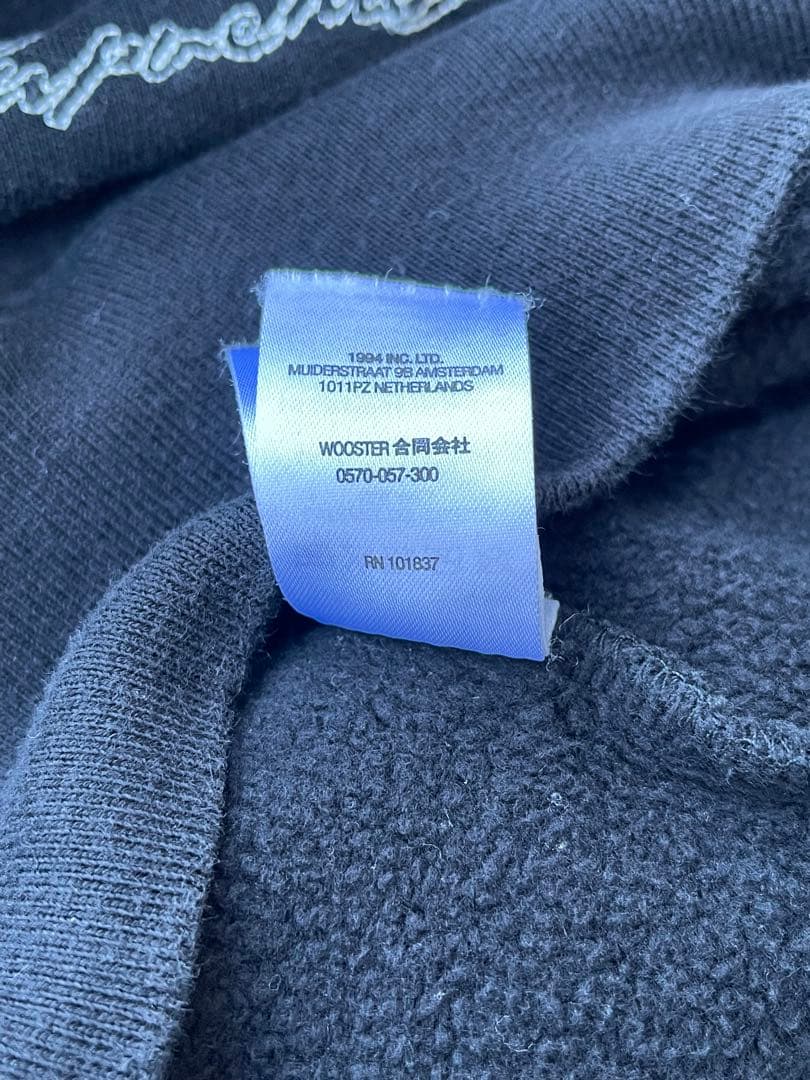 1994 INC. LTD.
MUIDERSTRAAT 9B AMSTERDAM
1011PZ NETHERLANDS
WOOSTER 合同会社
0570-057-300
RN 101837